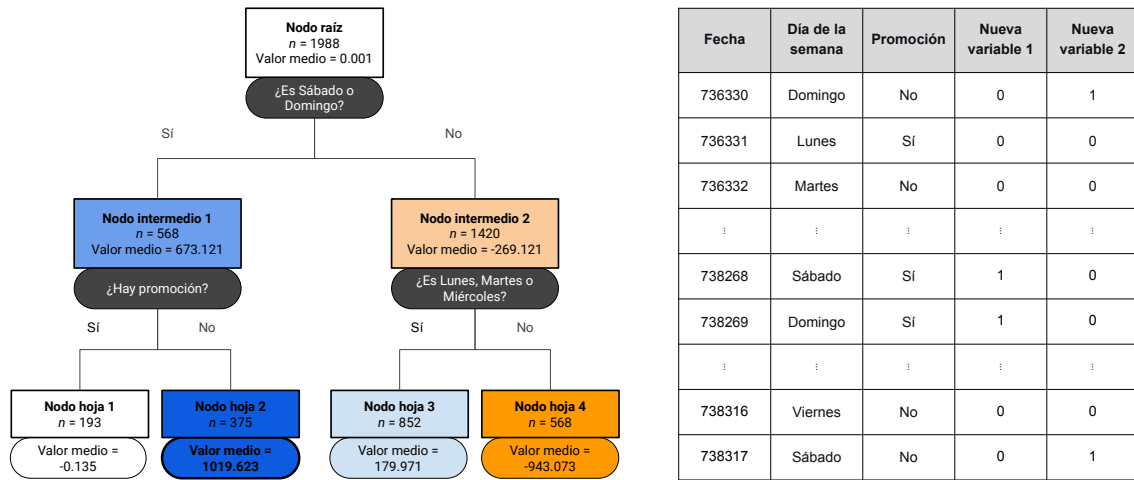 Nodo raíz
n = 1988
Valor medio = 0.001
¿Es Sábado o
Domingo?
Sí
No
Nodo intermedio 1
n = 568
Valor medio = 673.121
¿Hay promoción?
Nodo intermedio 2
n = 1420
Valor medio = -269.121
¿Es Lunes, Martes o
Miércoles?
Sí
No
Sí
No
Nodo hoja 1
n = 193
Valor medio =
-0.135
Nodo hoja 2
n = 375
Valor medio =
1019.623
Nodo hoja 3
n = 852
Valor medio =
179.971
Nodo hoja 4
n = 568
Valor medio =
-943.073
Fecha Día de la semana Promoción Nueva variable 1 Nueva variable 2
736330 Domingo No 0 1
736331 Lunes Sí 0 0
736332 Martes No 0 0
⋮ ⋮ ⋮ ⋮ ⋮
738268 Sábado Sí 1 0
738269 Domingo Sí 1 0
⋮ ⋮ ⋮ ⋮ ⋮
738316 Viernes No 0 0
738317 Sábado No 0 1